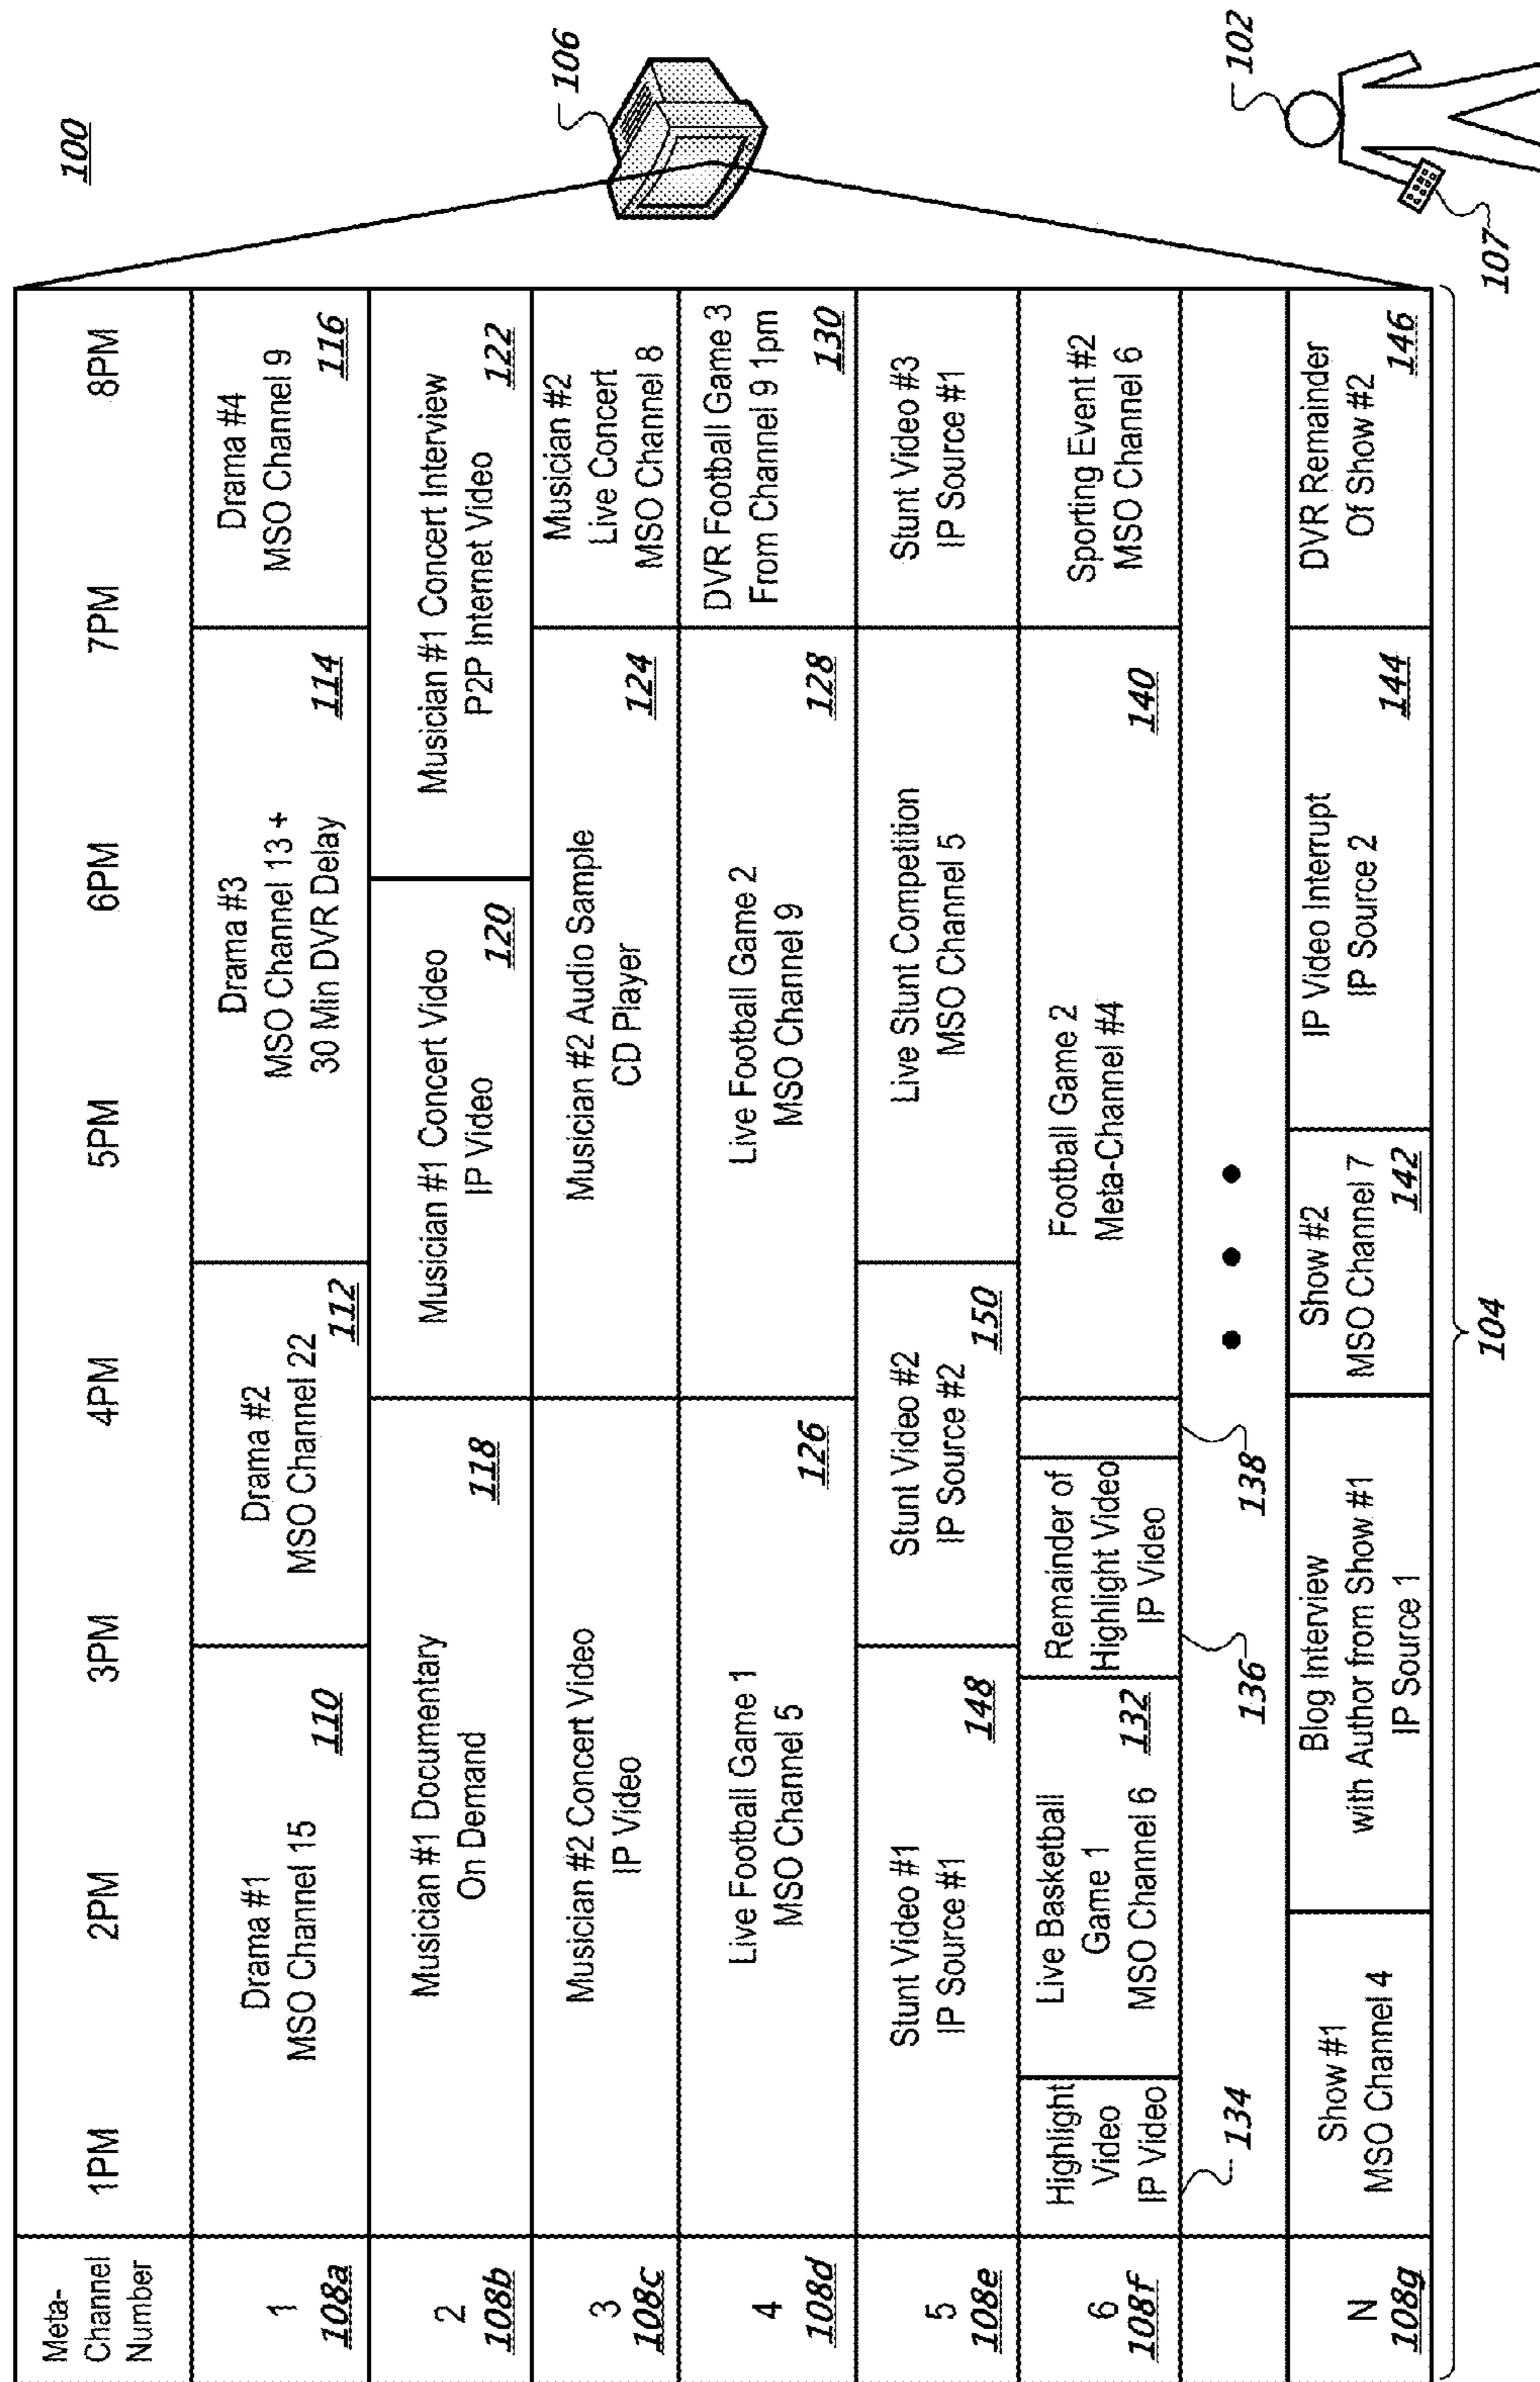 100
Meta-
Channel
Number
1PM
2PM
3PM
4PM
5PM
6PM
7PM
8PM
1
108a
Drama #1
MSO Channel 15
110
Drama #2
MSO Channel 22
112
Drama #3
MSO Channel 13 +
30 Min DVR Delay
114
Drama #4
MSO Channel 9
116
2
108b
Musician #1 Documentary
On Demand
118
Musician #1 Concert Video
IP Video
120
Musician #1 Concert Interview
P2P Internet Video
122
3
108c
Musician #2 Concert Video
IP Video
Musician #2 Audio Sample
CD Player
124
Musician #2
Live Concert
MSO Channel 8
4
108d
Live Football Game 1
MSO Channel 5
126
Live Football Game 2
MSO Channel 9
128
DVR Football Game 3
From Channel 9 1pm
130
5
108e
Stunt Video #1
IP Source #1
148
Stunt Video #2
IP Source #2
150
Live Stunt Competition
MSO Channel 5
Stunt Video #3
IP Source #1
6
108f
Highlight
Video
IP Video
134
Live Basketball
Game 1
MSO Channel 6
132
Remainder of
Highlight Video
IP Video
136
138
Football Game 2
Meta-Channel #4
140
Sporting Event #2
MSO Channel 6
N
108g
Show #1
MSO Channel 4
Blog Interview
with Author from Show #1
IP Source 1
Show #2
MSO Channel 7
142
IP Video Interrupt
IP Source 2
144
DVR Remainder
Of Show #2
146
104
106
102
107